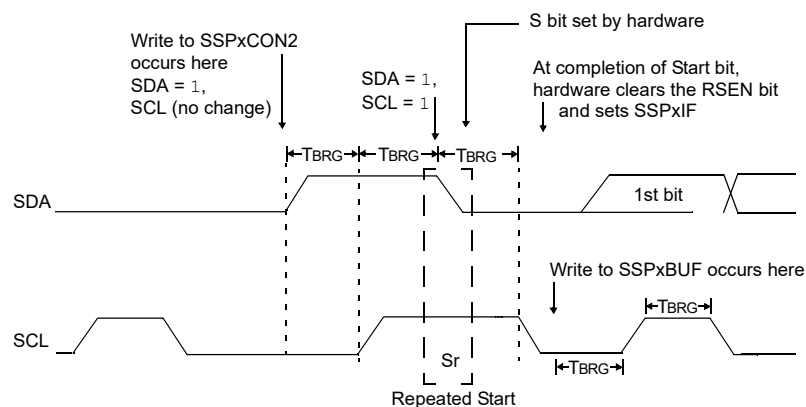 S bit set by hardware
Write to SSPxCON2
occurs here
SDA = 1,
SCL (no change)
SDA = 1,
SCL = 1
At completion of Start bit,
hardware clears the RSEN bit
and sets SSPxIF
TBRG
TBRG
TBRG
SDA
1st bit
Write to SSPxBUF occurs here
TBRG
SCL
Sr
TBRG
Repeated Start